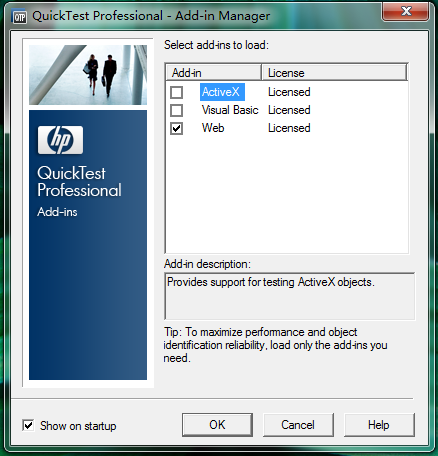 QTP QuickTest Professional - Add-in Manager
Select add-ins to load:
Add-in License
ActiveX Licensed
Visual Basic Licensed
Web Licensed
hp
QuickTest
Professional
Add-ins
Add-in description:
Provides support for testing ActiveX objects.
Tip: To maximize performance and object
identification reliability, load only the add-ins you
need.
Show on startup OK Cancel Help